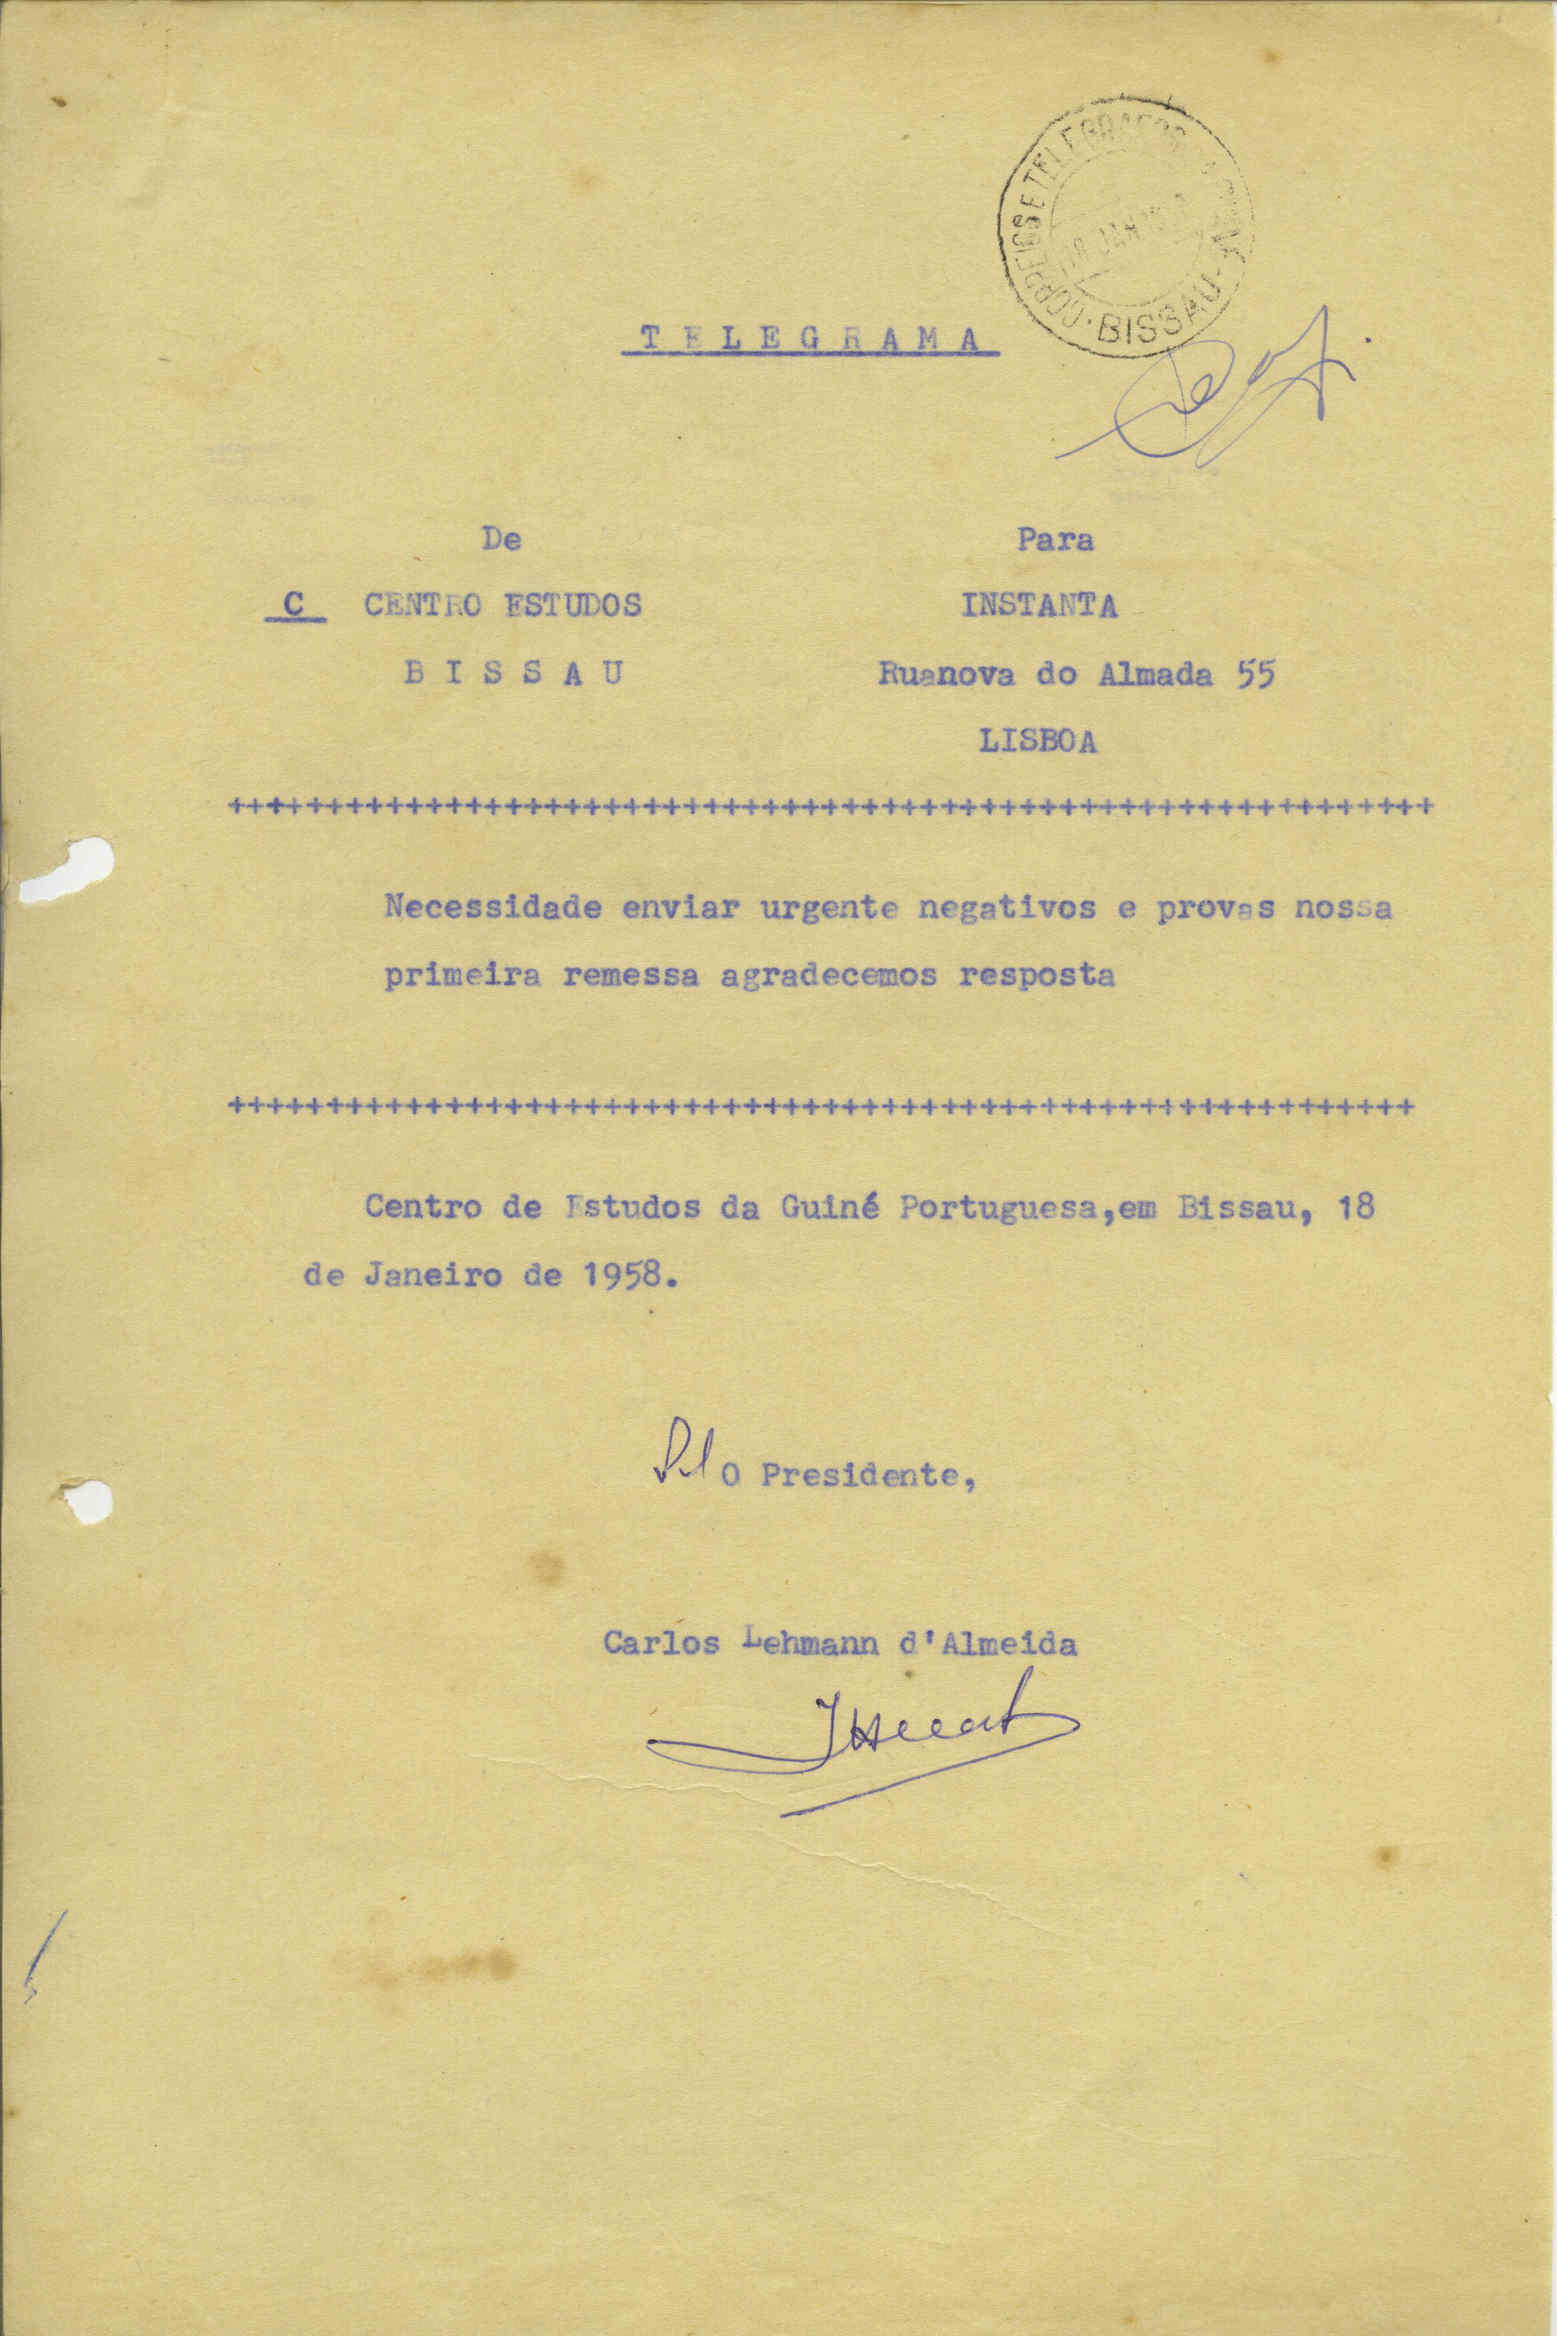 CORREIOS E TELEGRAFOS
BISSAU
T E L E G R A M A
De Para
C CENTRO ESTUDOS INSTANTA
B I S S A U Ruanova do Almada 55
LISBOA
+++++++++++++++++++++++++++++++++++++++++++++++++++++++++++++
Necessidade enviar urgente negativos e provas nossa
primeira remessa agradecemos resposta
++++++++++++++++++++++++++++++++++++++++++++++++++++++++++++
Centro de Estudos da Guiné Portuguesa,em Bissau, 18
de Janeiro de 1958.
O Presidente,
Carlos Lehmann d'Almeida